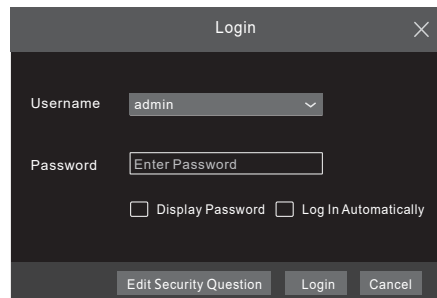 Login
Username admin
Password Enter Password
Display Password Log In Automatically
Edit Security Question Login Cancel